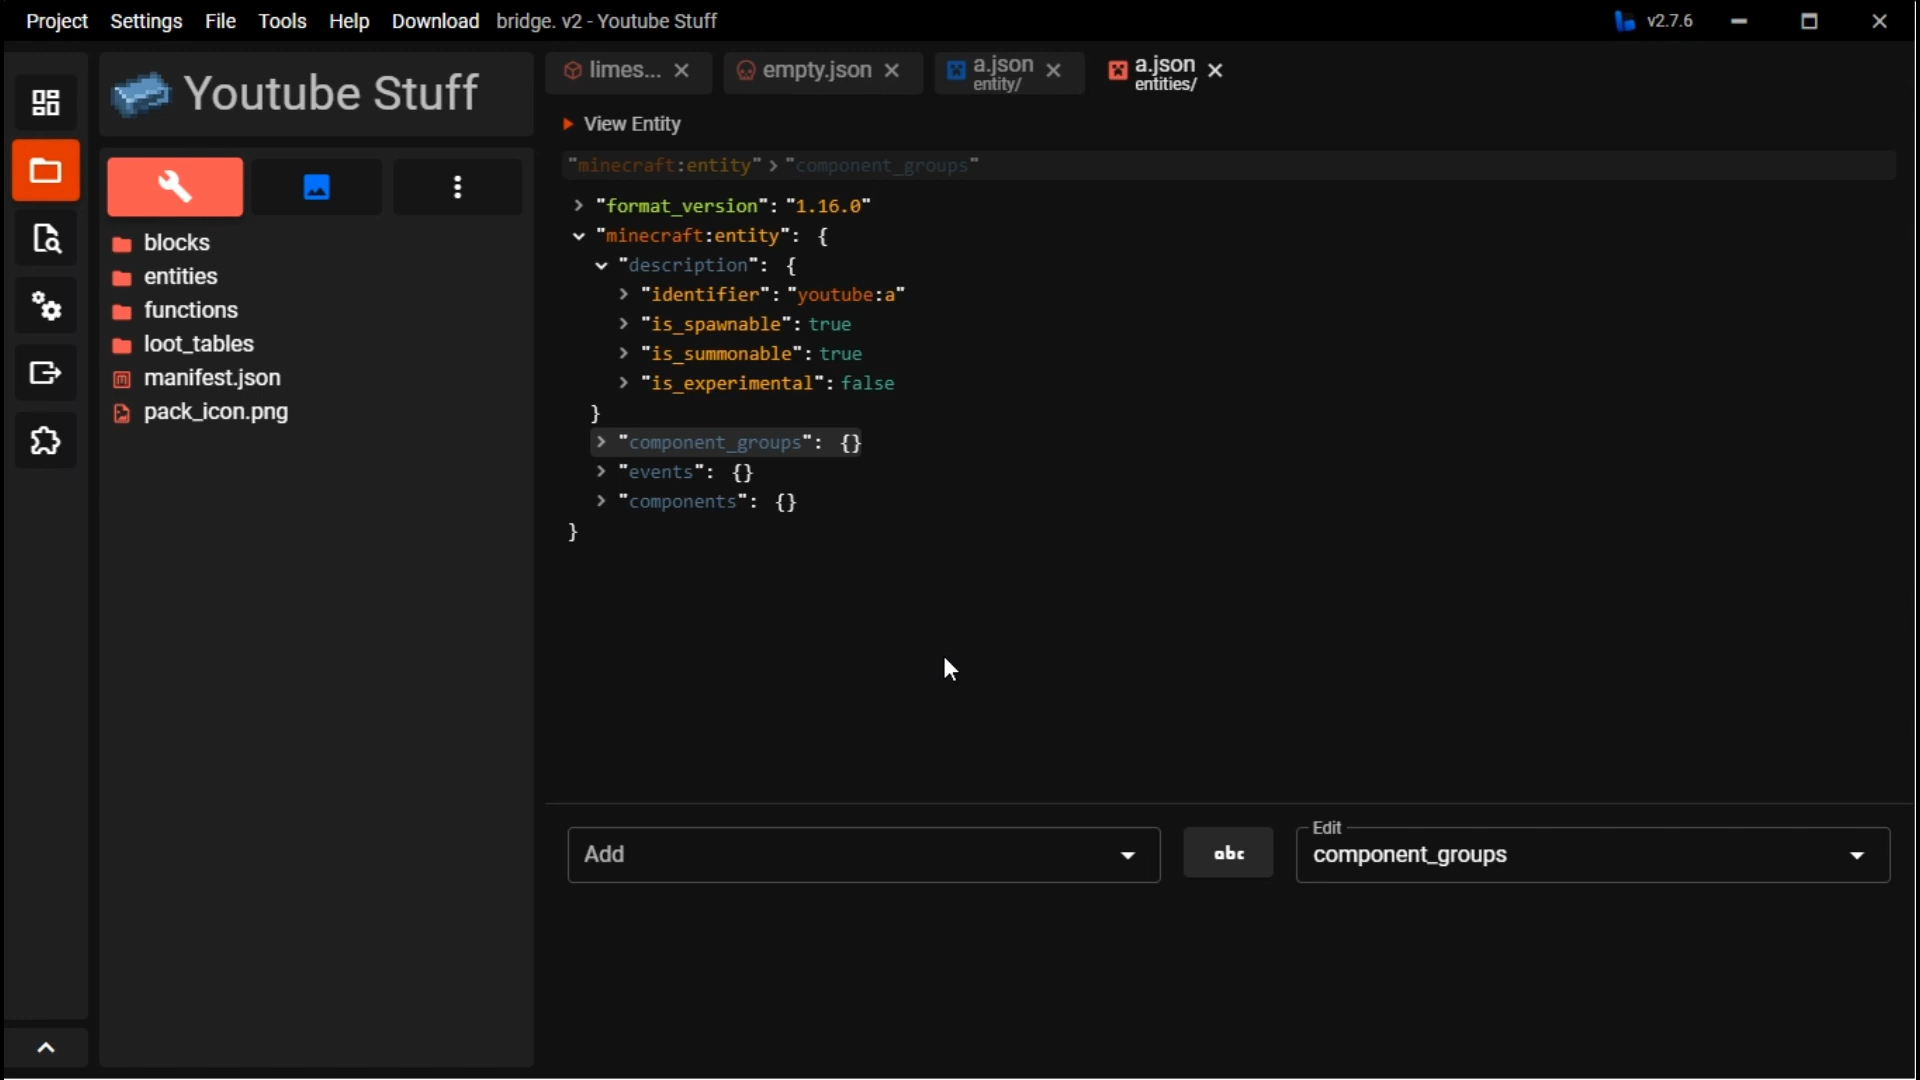 Project Settings File Tools Help Download bridge. v2 - Youtube Stuff v2.7.6
Youtube Stuff
limes...
empty.json
a.json
entity/
a.json
entities/
View Entity
"minecraft:entity" > "component_groups"
blocks
entities
functions
loot_tables
manifest.json
pack_icon.png
"format_version": "1.16.0"
"minecraft:entity": {
"description": {
"identifier": "youtube:a"
"is_spawnable": true
"is_summonable": true
"is_experimental": false
}
"component_groups": {}
"events": {}
"components": {}
}
Add
abc
Edit
component_groups